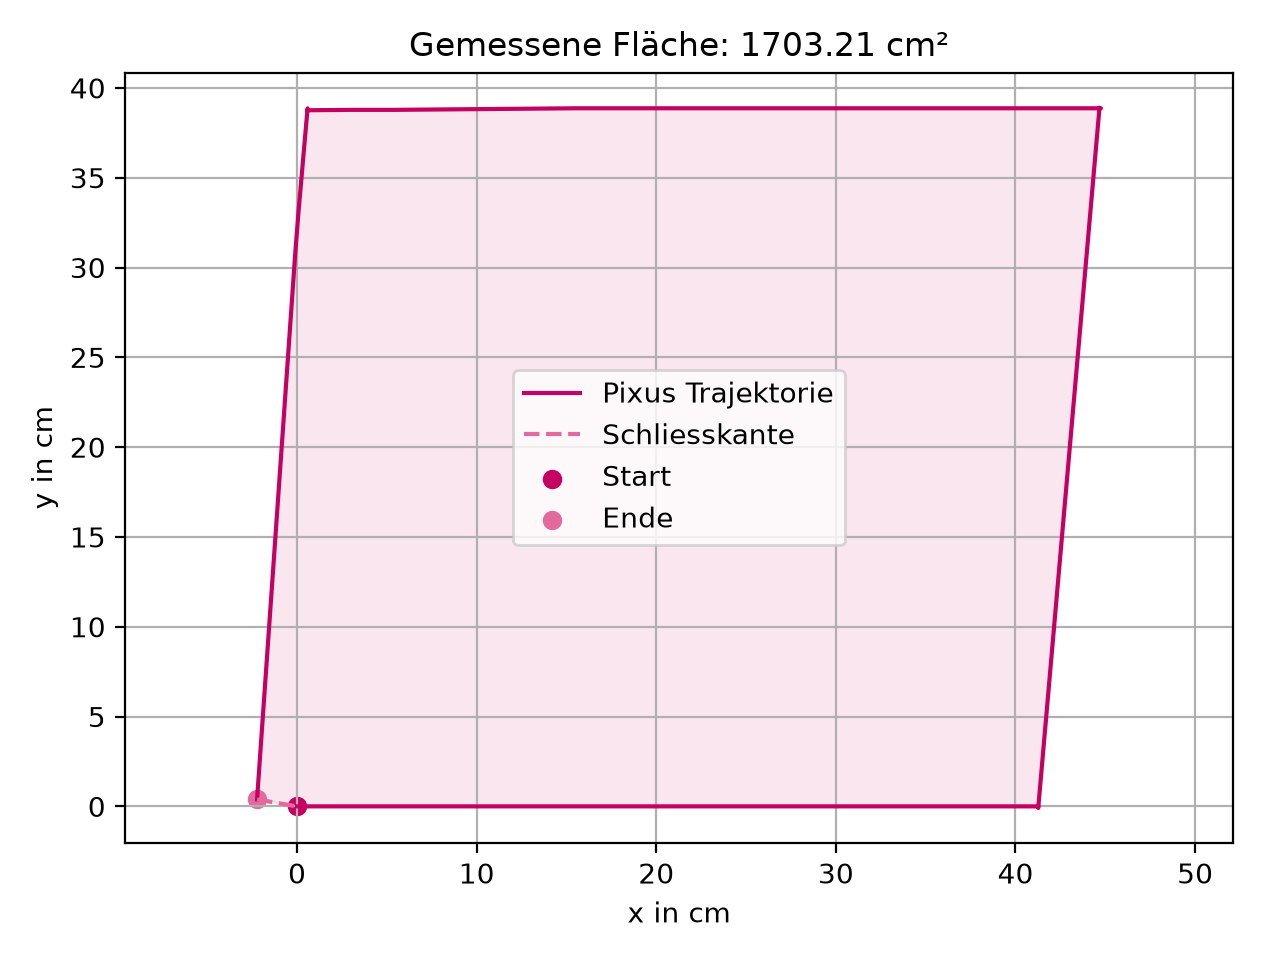 Gemessene Fläche: 1703.21 cm²
40
35
30
25
20
15
10
5
0
y in cm
Pixus Trajektorie
Schliesskante
Start
Ende
0 10 20 30 40 50
x in cm